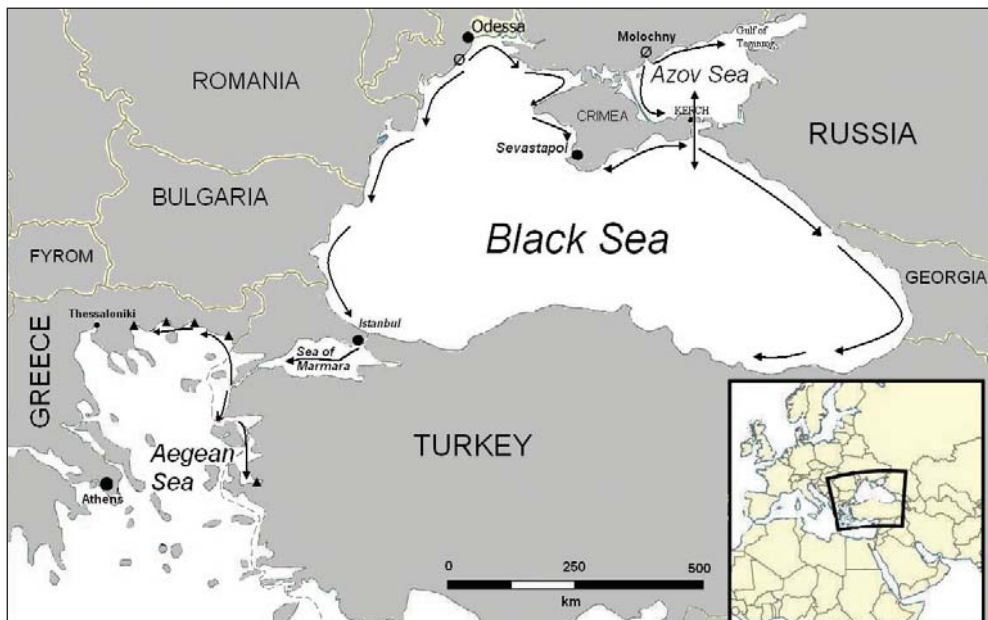 Odessa
Molochny
Gulf of
Taganrog
Azov Sea
ROMANIA
CRIMEA
KERCH
RUSSIA
Sevastapol
BULGARIA
Black Sea
FYROM
GEORGIA
Thessaloniki
Istanbul
Sea of
Marmara
GREECE
TURKEY
Aegean
Sea
Athens
0 250 500
km